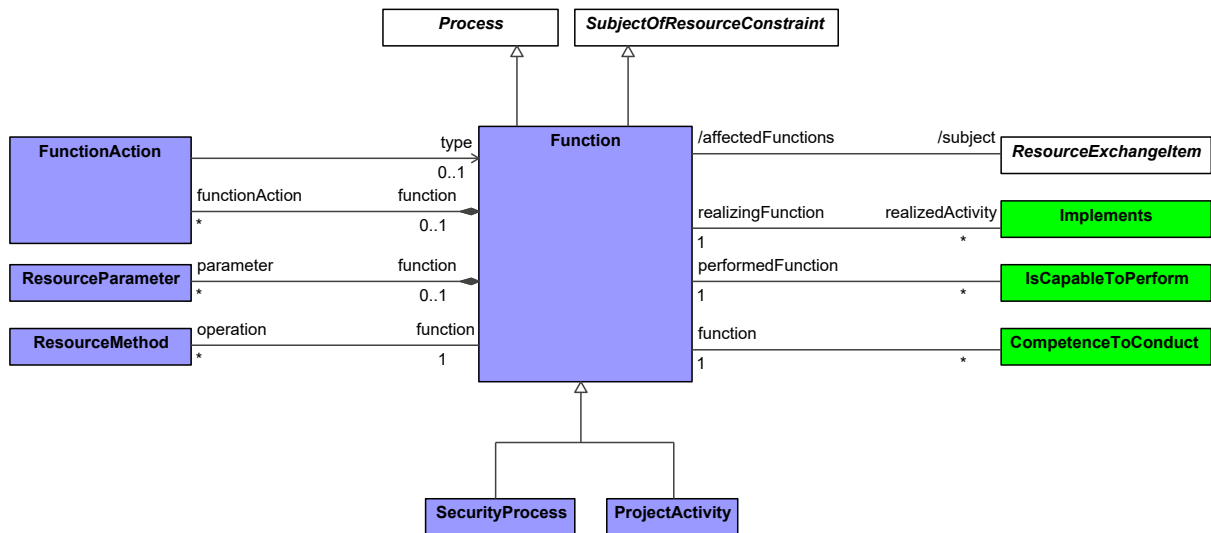 Process
SubjectOfResourceConstraint
FunctionAction
type
0..1
functionAction
function
*
0..1
ResourceParameter
parameter
function
*
0..1
ResourceMethod
operation
function
*
1
Function
/affectedFunctions
/subject
ResourceExchangeItem
realizingFunction
realizedActivity
1
*
Implements
performedFunction
1
*
IsCapableToPerform
function
1
*
CompetenceToConduct
SecurityProcess
ProjectActivity